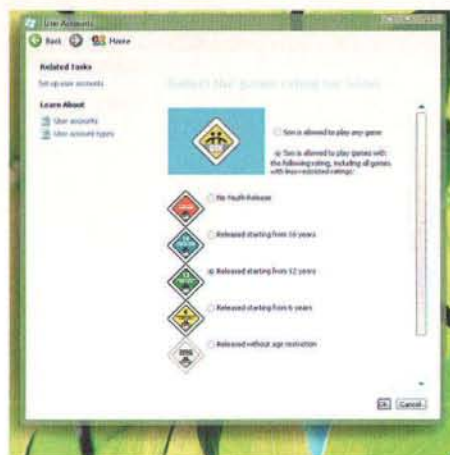 User Accounts
Back
Home
Related Tasks
Set up user accounts
Learn About
User accounts
User account types
Select the games rating for
Son is allowed to play any game
Son is allowed to play games with
the following rating, including all games
with less restricted ratings:
No Youth Release
Released starting from 16 years
Released starting from 12 years
Released starting from 6 years
Released without age restriction
Ok
Cancel